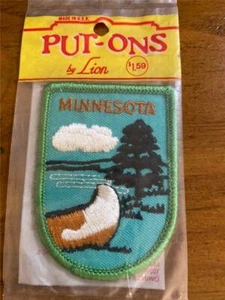 MADE IN U.S.A.
PUT-ONS
by Lion
$1.59
MINNESOTA